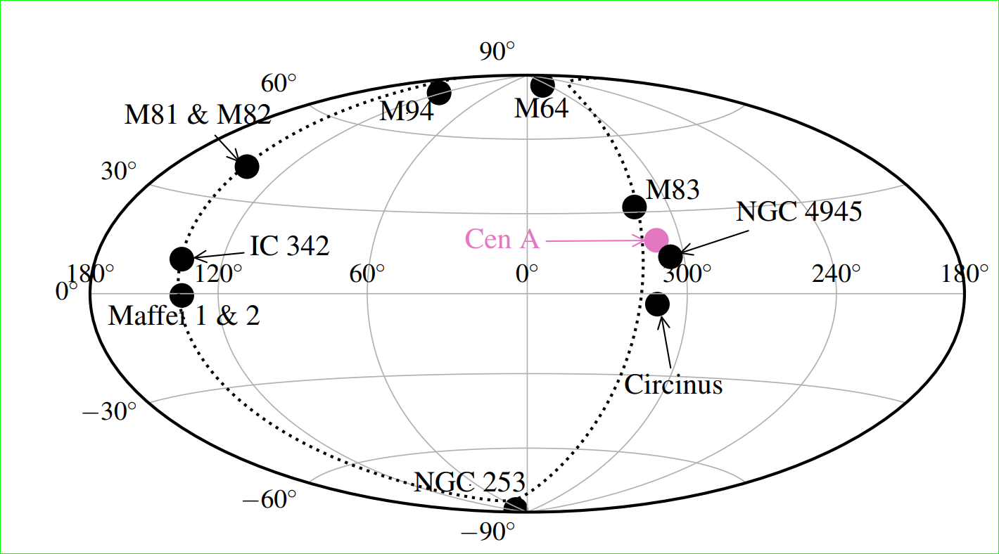 90°
60°
M81 & M82
M94
M64
30°
M83
NGC 4945
Cen A
IC 342
180°
120°
60°
0°
300°
240°
180°
0°
Maffei 1 & 2
Circinus
−30°
NGC 253
−60°
−90°